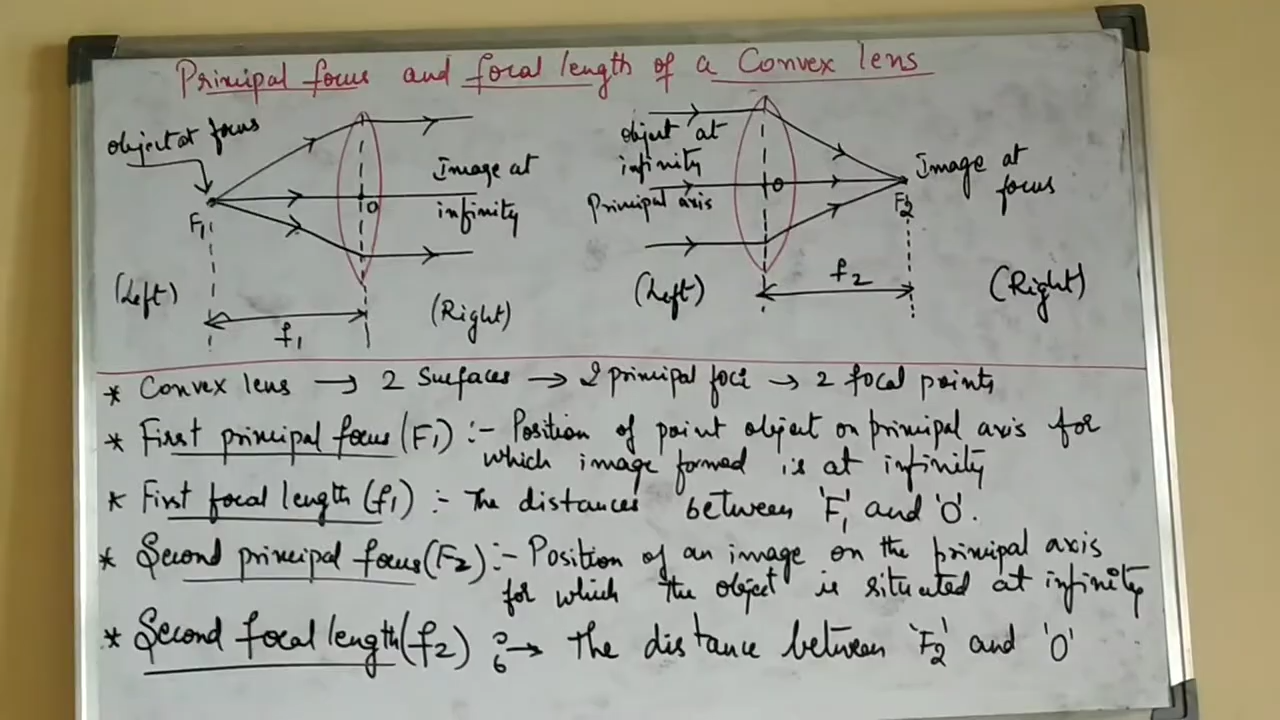 Principal focus and focal length of a Convex lens
object at focus
Image at
infinity
F1
O
(Left)
(Right)
f1
object at
infinity
Principal axis
O
Image at
focus
F2
(Left)
f2
(Right)
* Convex lens → 2 Surfaces → 2 principal foci → 2 focal points
* First principal focus (F1) :- Position of point object on principal axis for
which image formed is at infinity
* First focal length (f1) :- The distances between 'F1' and 'O'.
* Second principal focus (F2) :- Position of an image on the principal axis
for which the object is situated at infinity
* Second focal length (f2) :→ The distance between 'F2' and 'O'